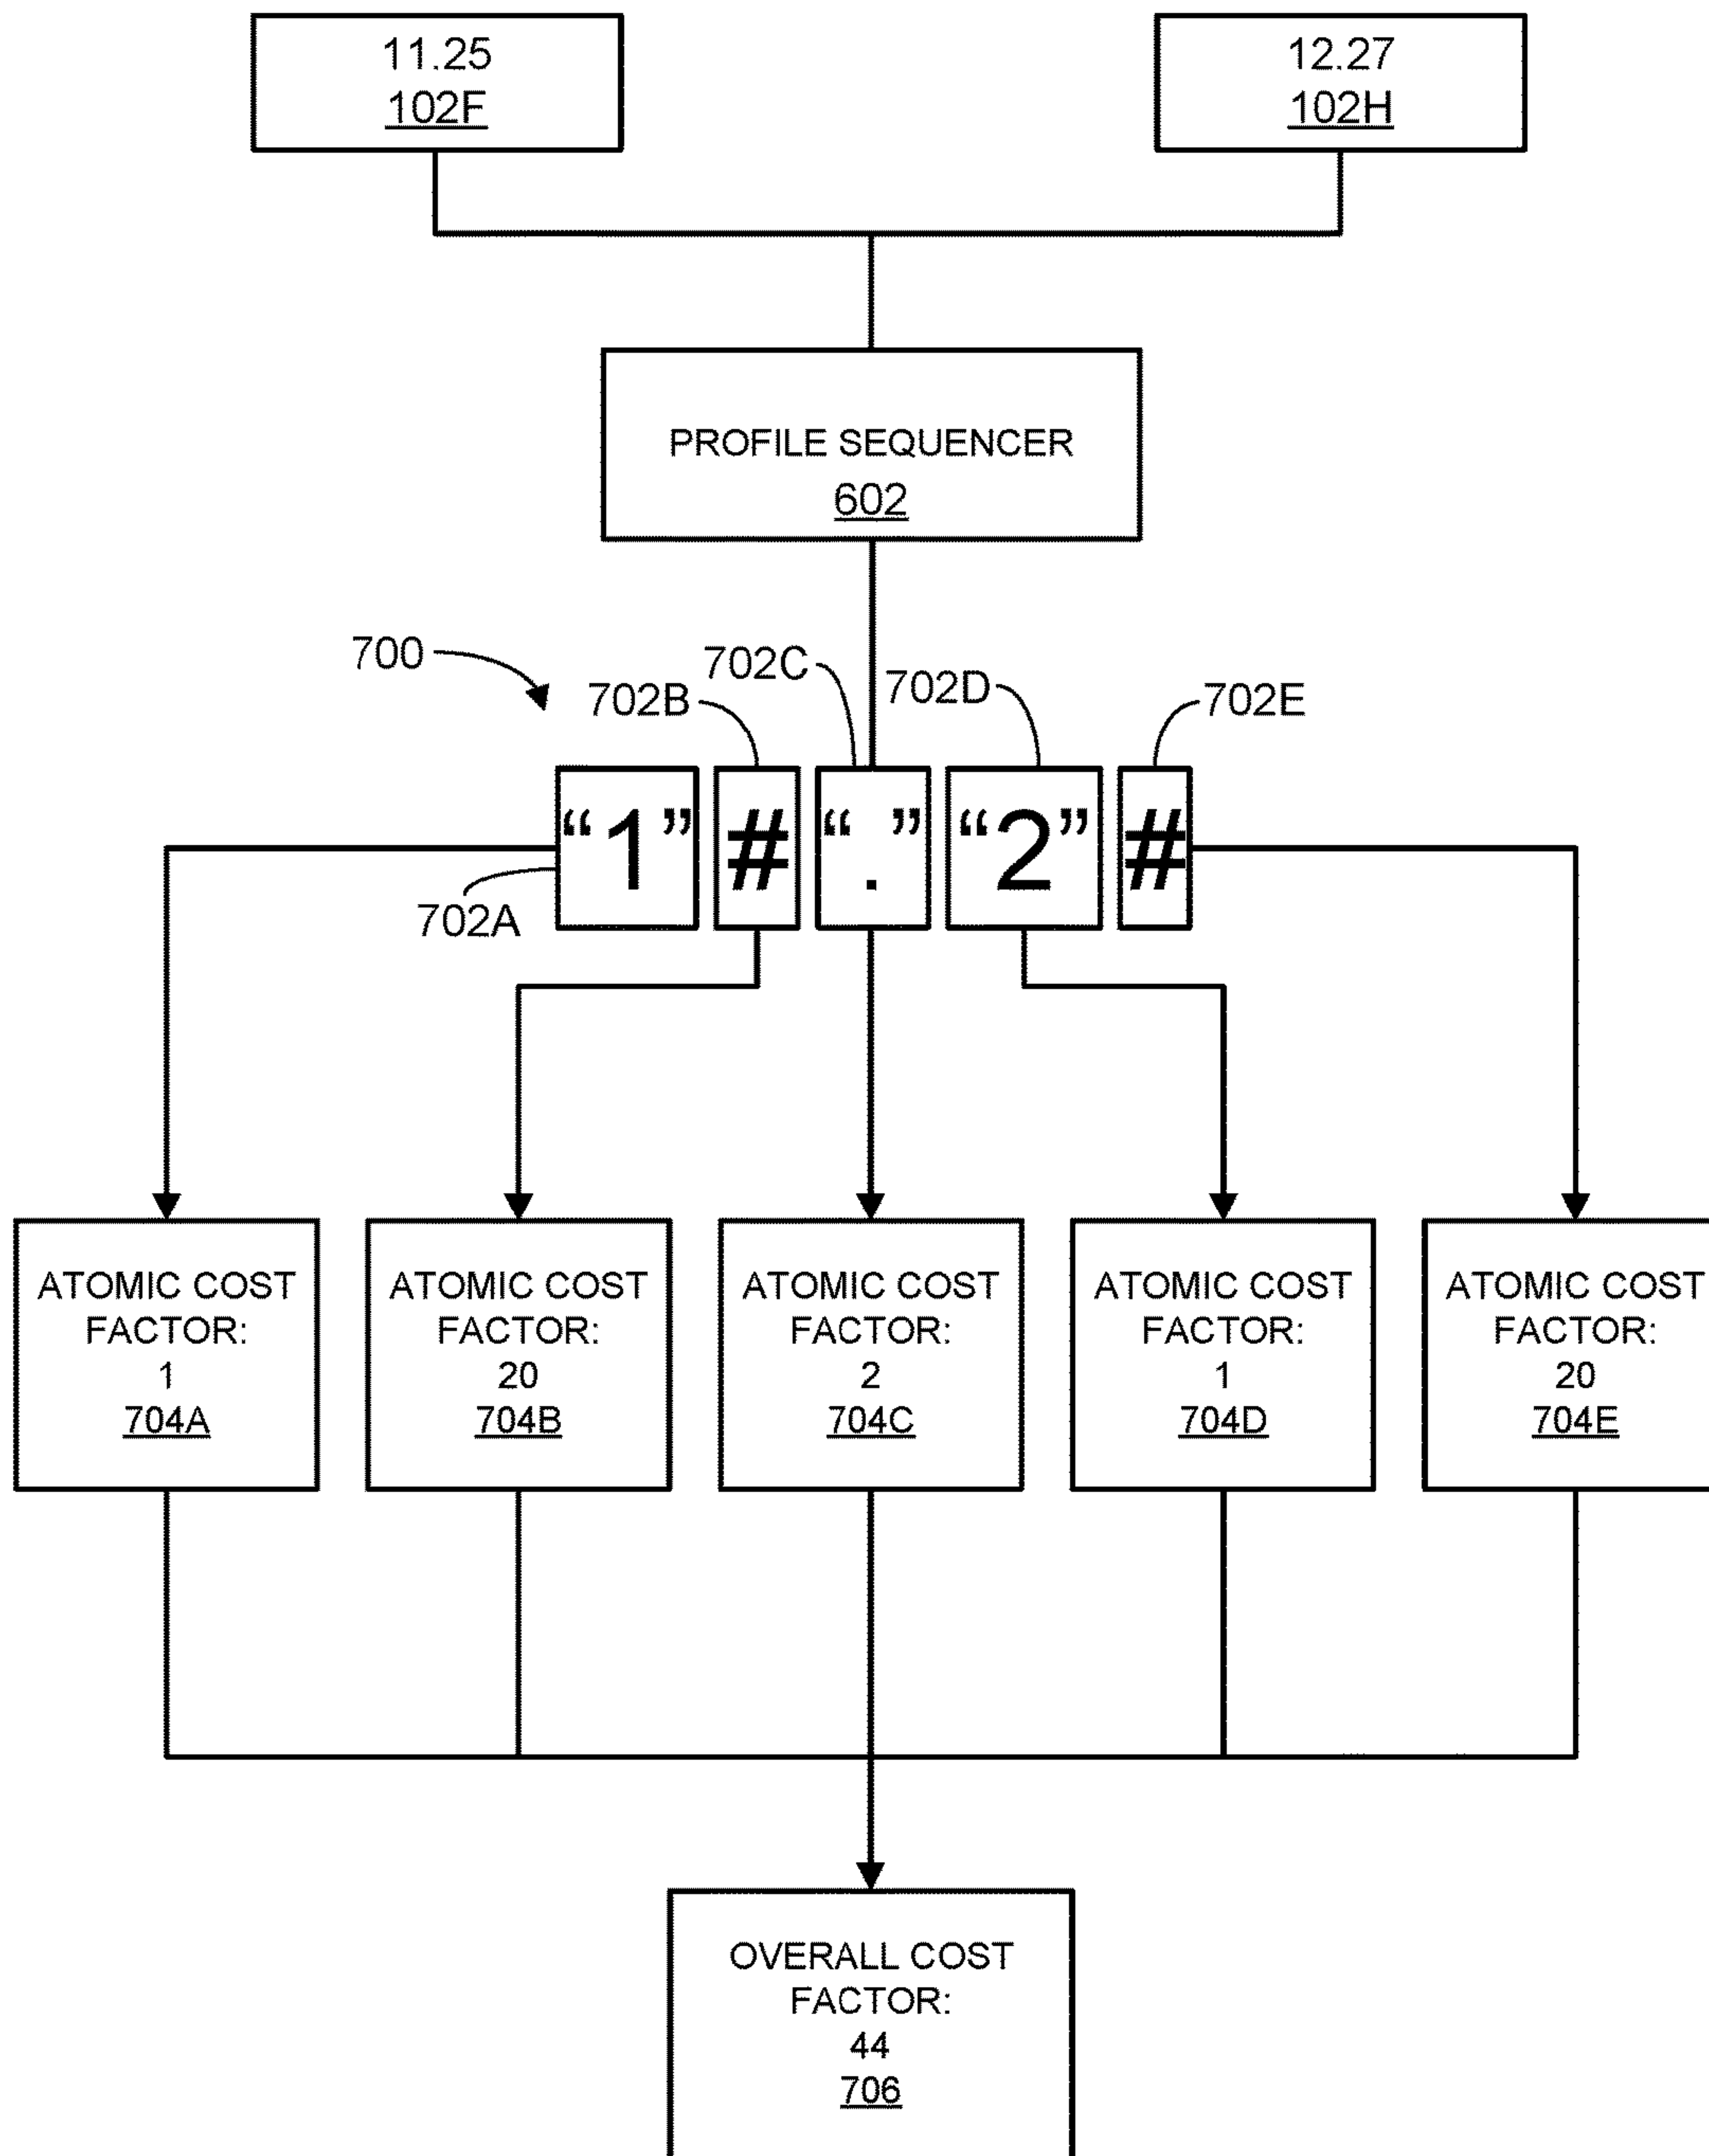 11.25
102F
12.27
102H
PROFILE SEQUENCER
602
700
702B
702C
702D
702E
“1”
#
“.”
“2”
#
702A
ATOMIC COST
FACTOR:
1
704A
ATOMIC COST
FACTOR:
20
704B
ATOMIC COST
FACTOR:
2
704C
ATOMIC COST
FACTOR:
1
704D
ATOMIC COST
FACTOR:
20
704E
OVERALL COST
FACTOR:
44
706